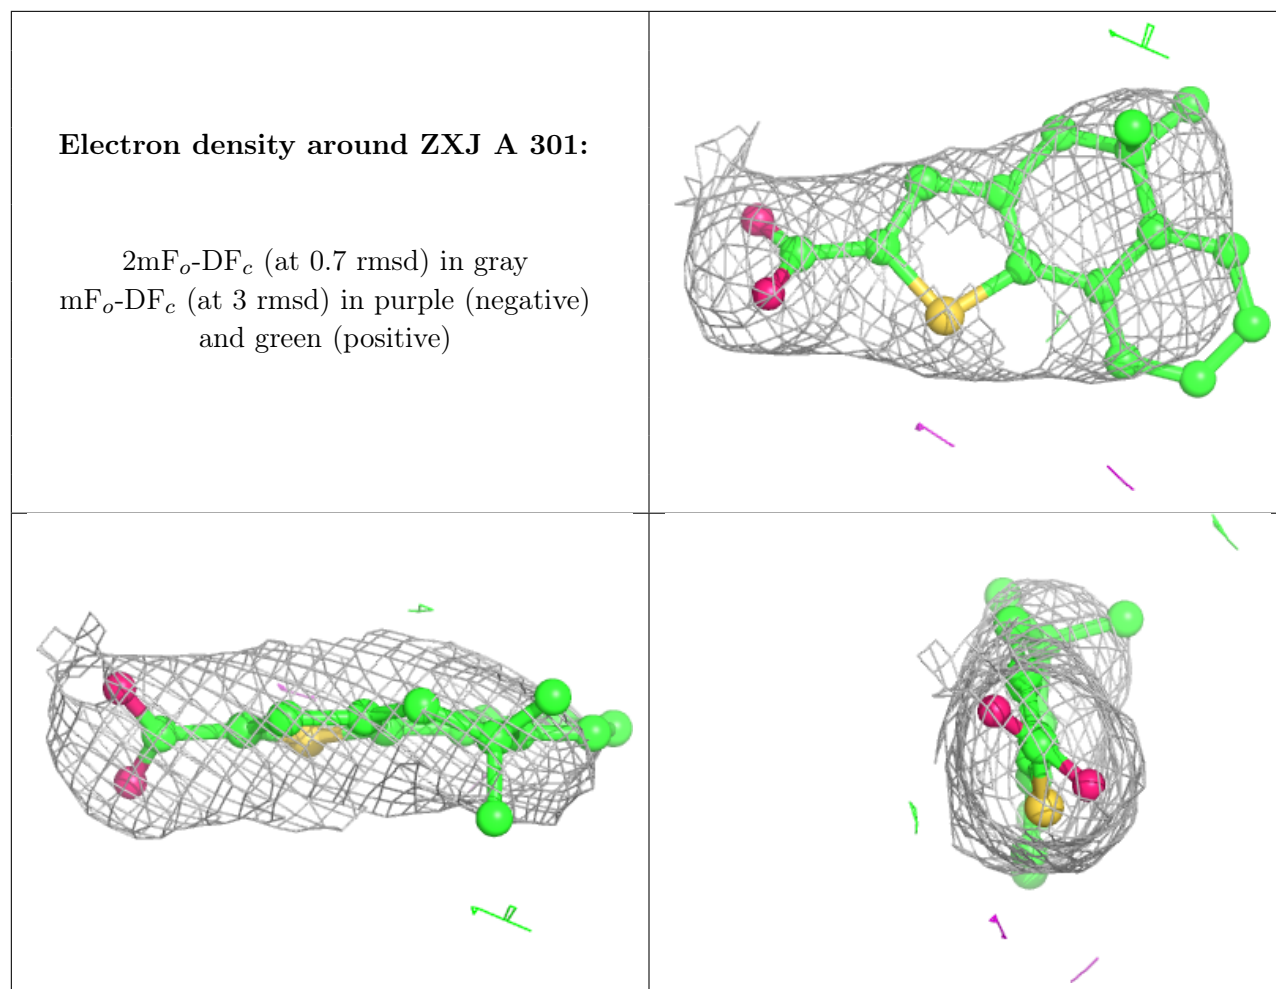 Electron density around ZXJ A 301:
2mFo-DFc (at 0.7 rmsd) in gray
mFo-DFc (at 3 rmsd) in purple (negative)
and green (positive)